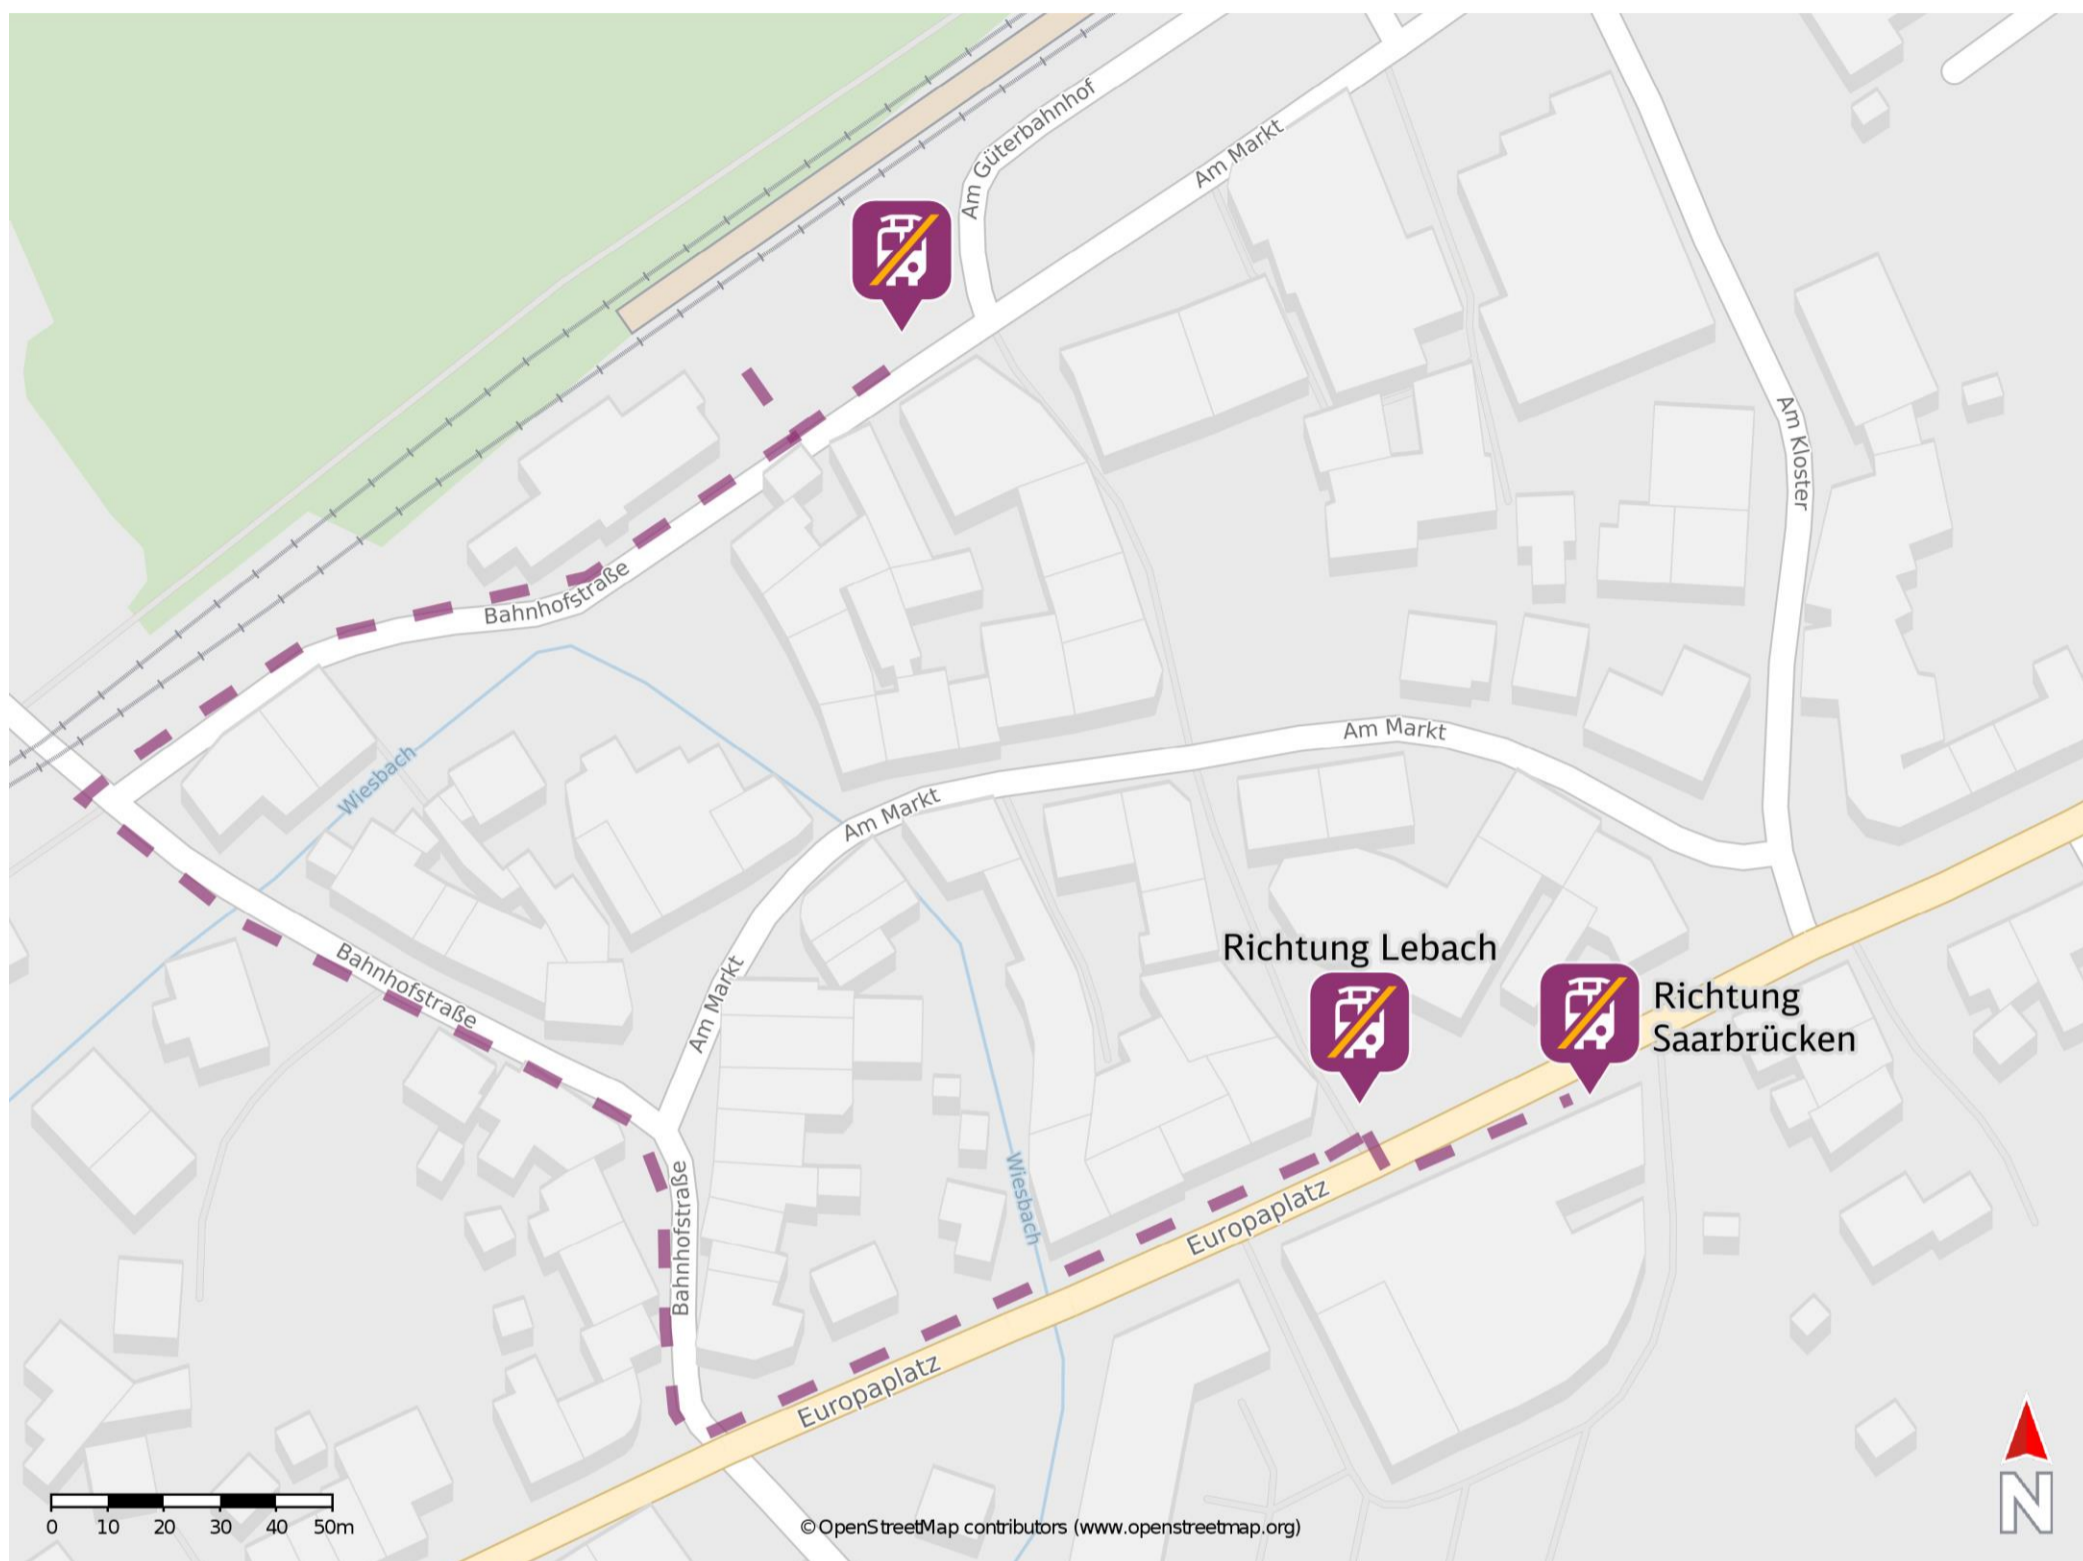 Am Güterbahnhof
Am Markt
Am Kloster
Bahnhofstraße
Wiesbach
Am Markt
Am Markt
Richtung Lebach
Bahnhofstraße
Am Markt
Richtung
Saarbrücken
Wiesbach
Bahnhofstraße
Europaplatz
Europaplatz
N
0 10 20 30 40 50m
© OpenStreetMap contributors (www.openstreetmap.org)